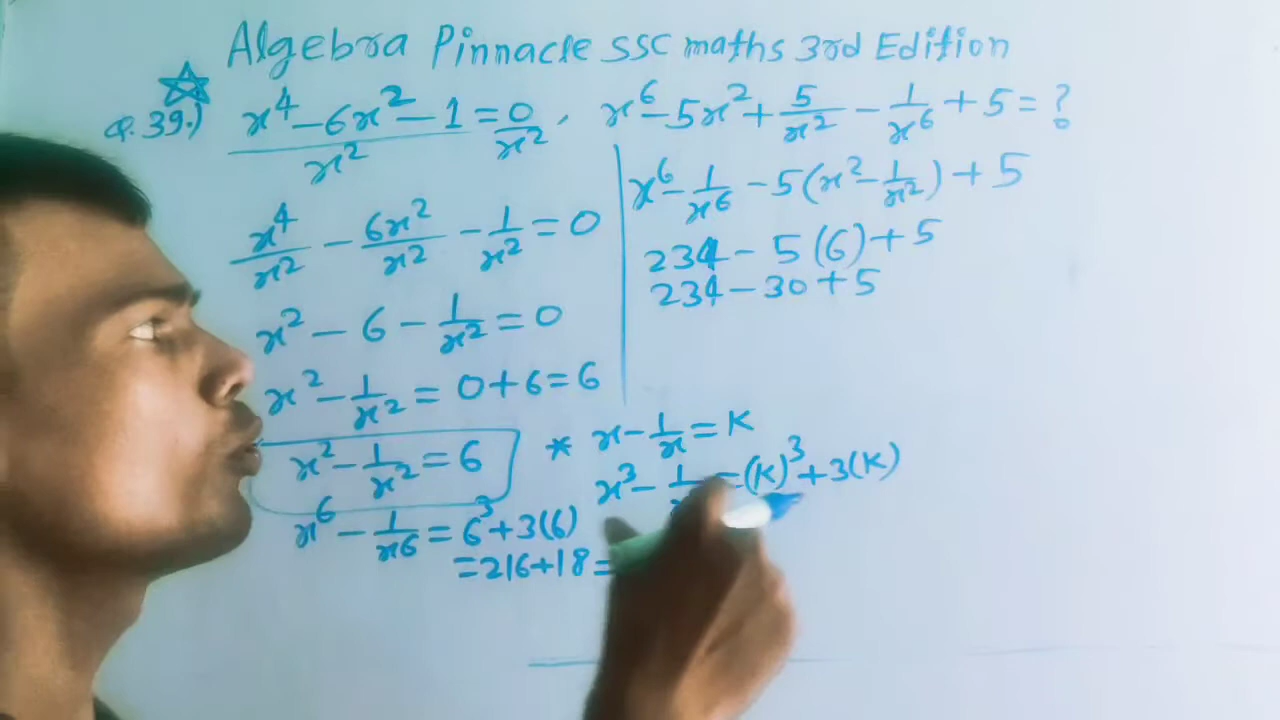 Algebra Pinnacle SSC maths 3rd Edition
Q.39.) (x⁴ - 6x² - 1)/x² = 0/x² , x⁶ - 5x² + 5/x² - 1/x⁶ + 5 = ?
x⁴/x² - 6x²/x² - 1/x² = 0
x² - 6 - 1/x² = 0
x² - 1/x² = 0 + 6 = 6
x² - 1/x² = 6
x⁶ - 1/x⁶ = 6³ + 3(6)
= 216 + 18 =
x⁶ - 1/x⁶ - 5(x² - 1/x²) + 5
234 - 5(6) + 5
234 - 30 + 5
* x - 1/x = K
x³ - 1/ = (K)³ + 3(K)